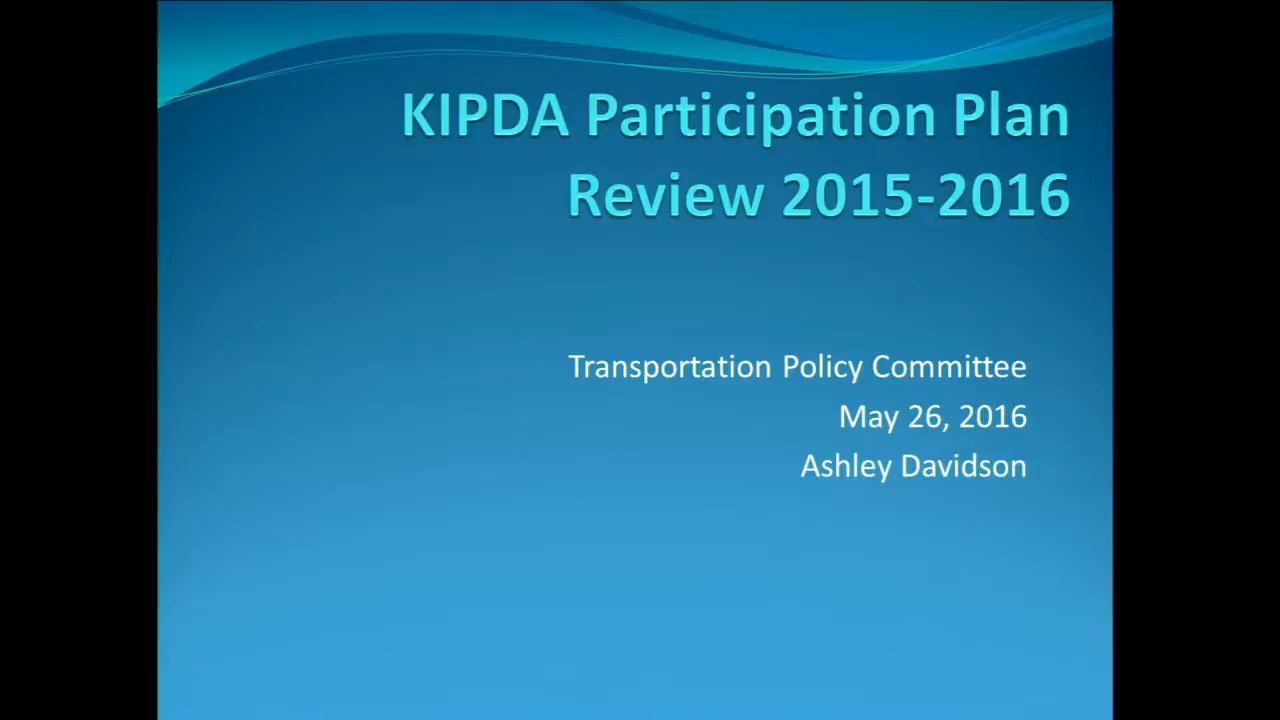 KIPDA Participation Plan
Review 2015-2016
Transportation Policy Committee
May 26, 2016
Ashley Davidson